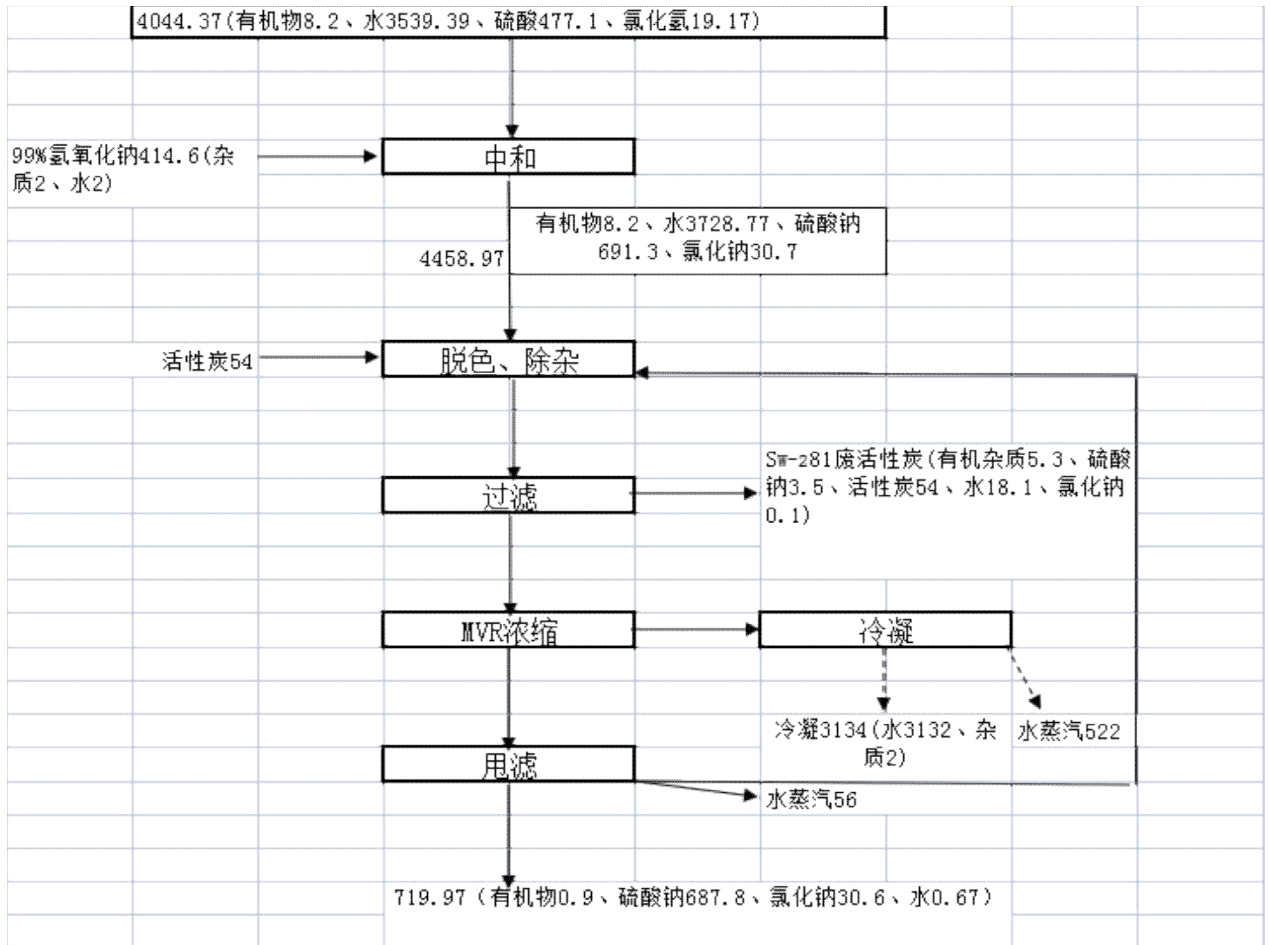 4044.37(有机物8.2、水3539.39、硫酸477.1、氯化氢19.17)
99%氢氧化钠414.6(杂
质2、水2)
中和
有机物8.2、水3728.77、硫酸钠
691.3、氯化钠30.7
4458.97
活性炭54
脱色、除杂
过滤
Sw-z81废活性炭(有机杂质5.3、硫酸
钠3.5、活性炭54、水18.1、氯化钠
0.1)
MVR浓缩
冷凝
冷凝3134(水3132、杂
质2)
水蒸汽522
甩滤
水蒸汽56
719.97（有机物0.9、硫酸钠687.8、氯化钠30.6、水0.67）